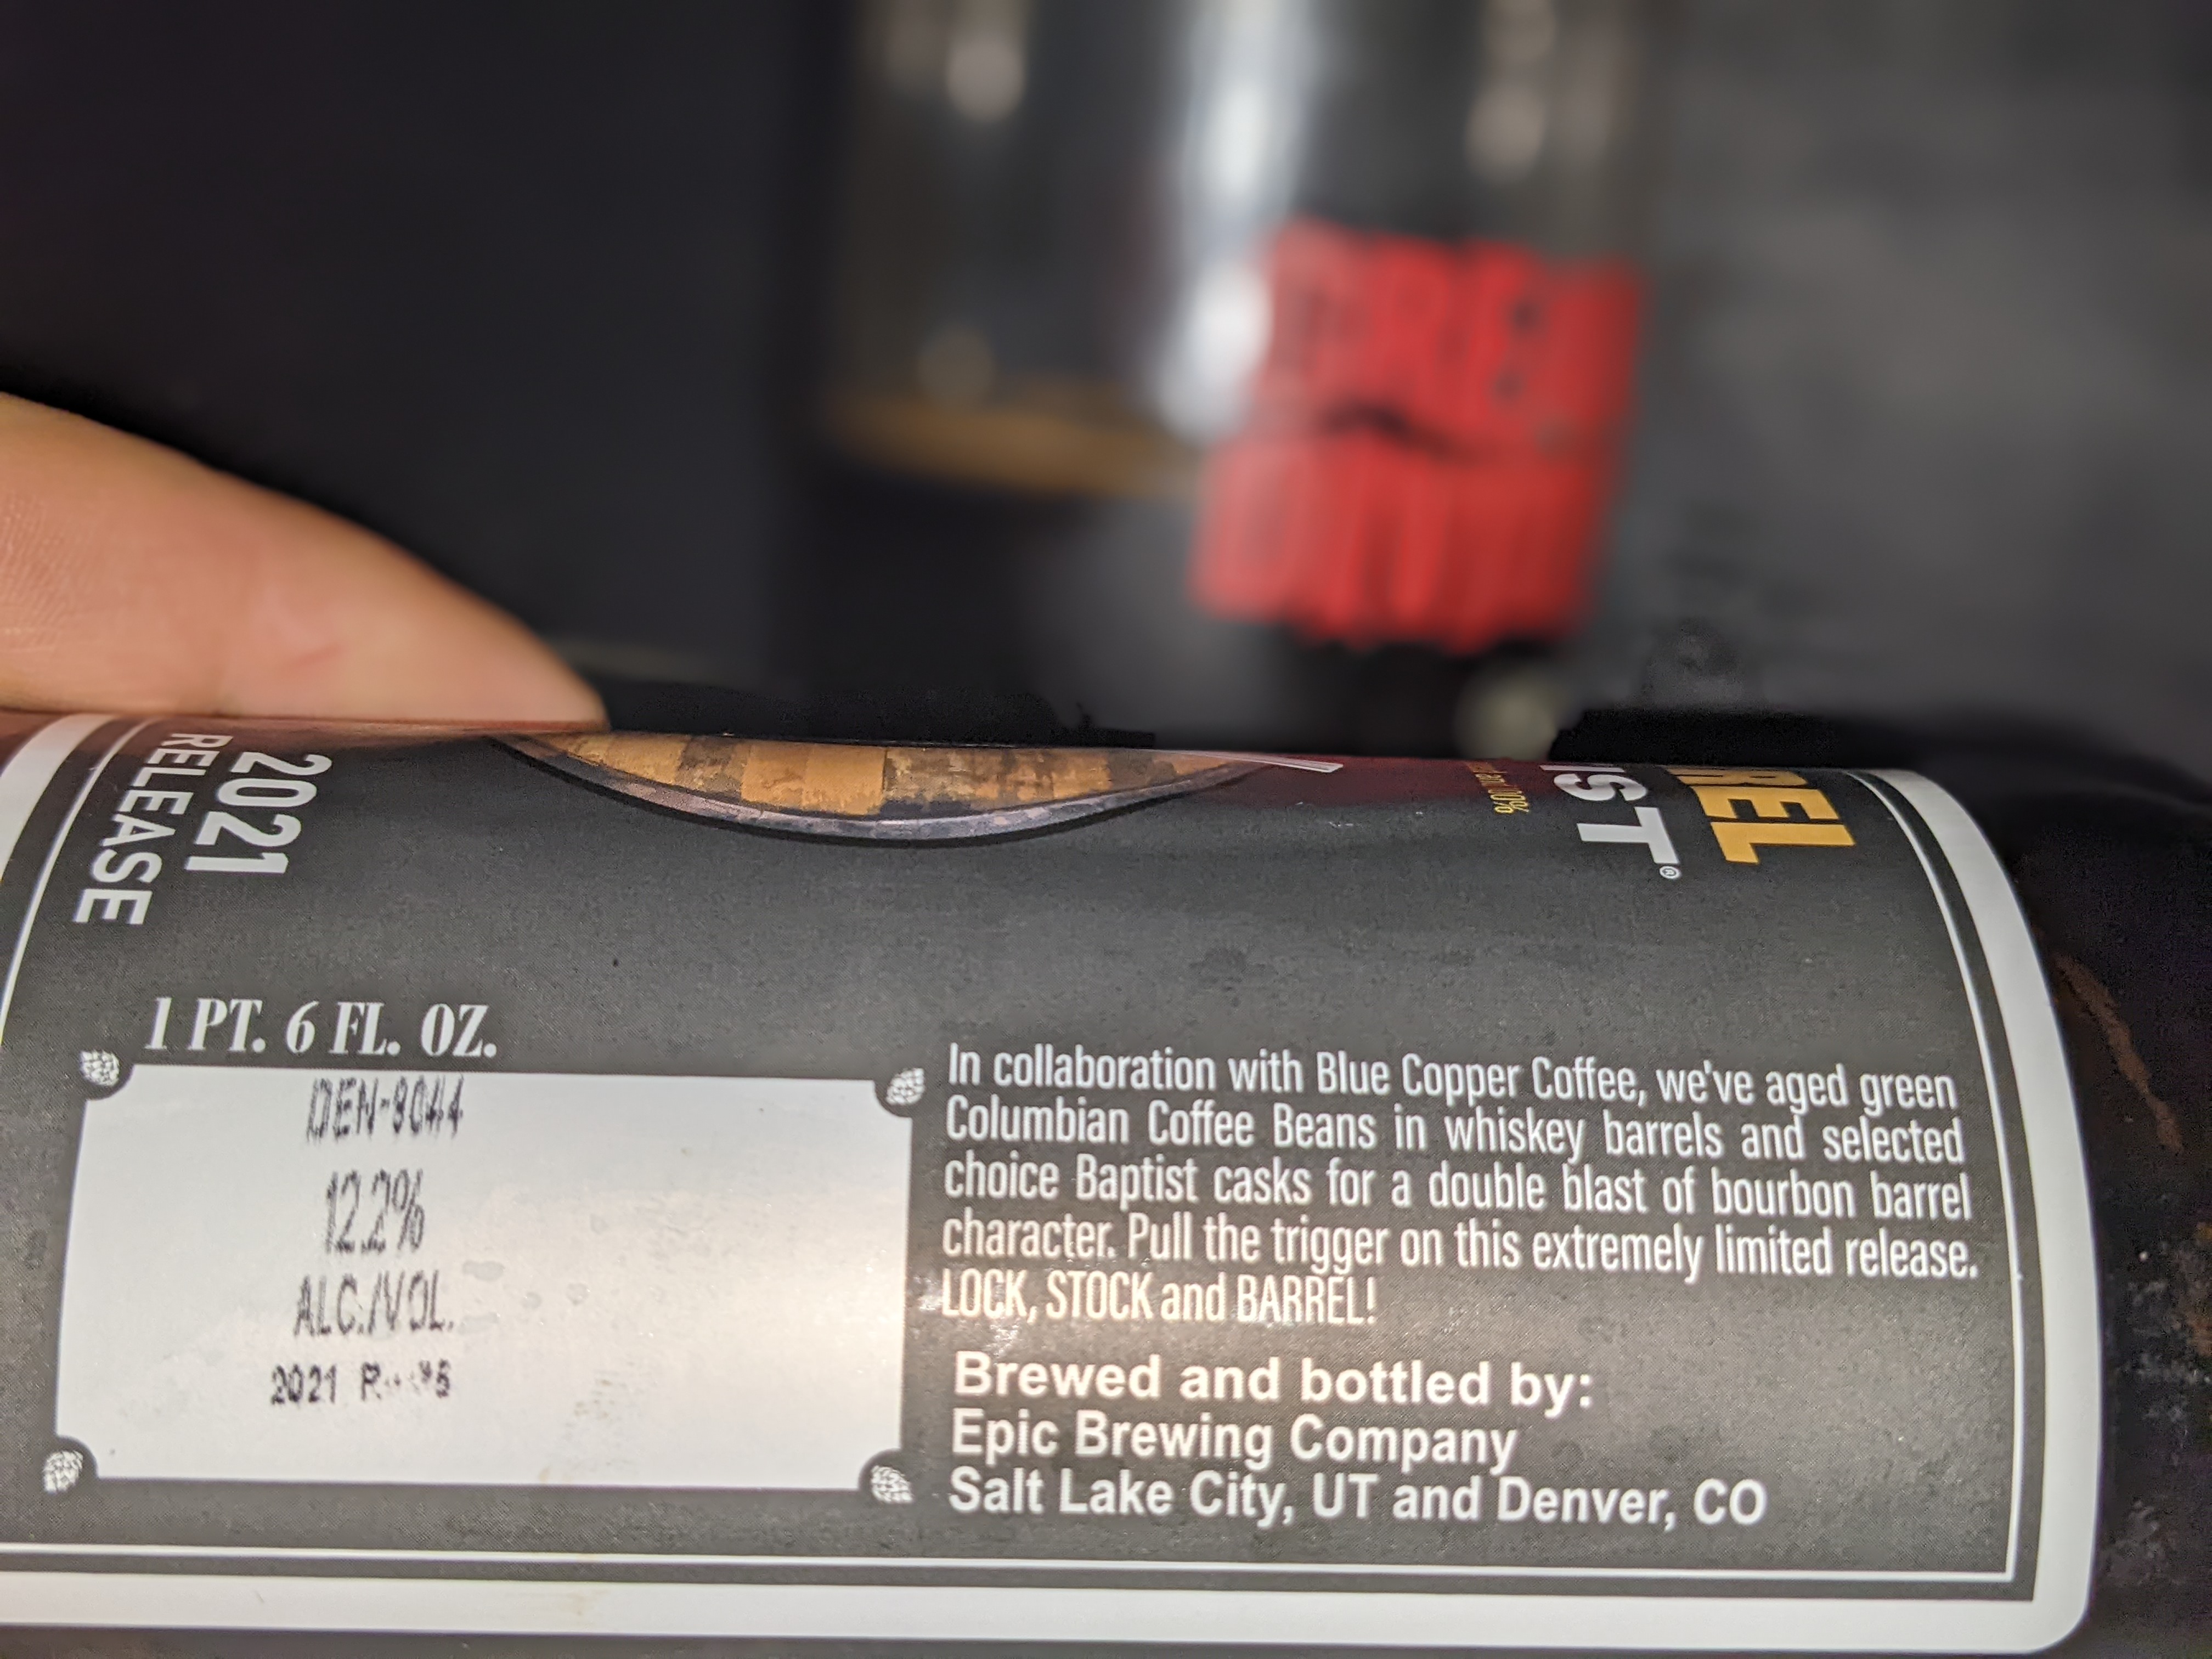 2021
RELEASE
REL
IST®
1 PT. 6 FL. OZ.
DEN-9044
12.2%
ALC./VOL.
2021
In collaboration with Blue Copper Coffee, we've aged green
Columbian Coffee Beans in whiskey barrels and selected
choice Baptist casks for a double blast of bourbon barrel
character. Pull the trigger on this extremely limited release.
LOCK, STOCK and BARREL!
Brewed and bottled by:
Epic Brewing Company
Salt Lake City, UT and Denver, CO